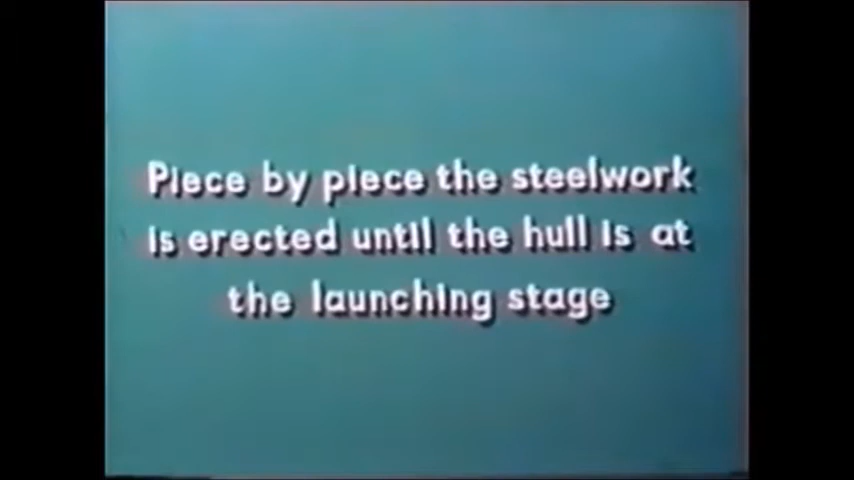 Piece by piece the steelwork
is erected until the hull is at
the launching stage